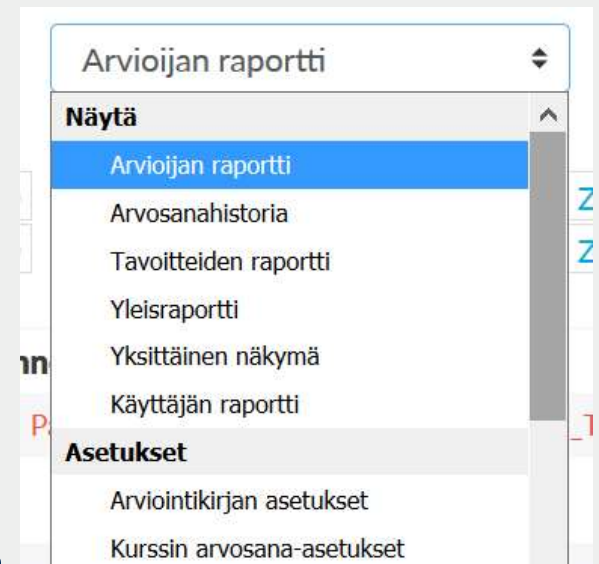 Arvioijan raportti
Näytä
Arvioijan raportti
Arvosanahistoria
Z
Tavoitteiden raportti
Z
Yleisraportti
Yksittäinen näkymä
Käyttäjän raportti
Asetukset
Arviointikirjan asetukset
Kurssin arvosana-asetukset